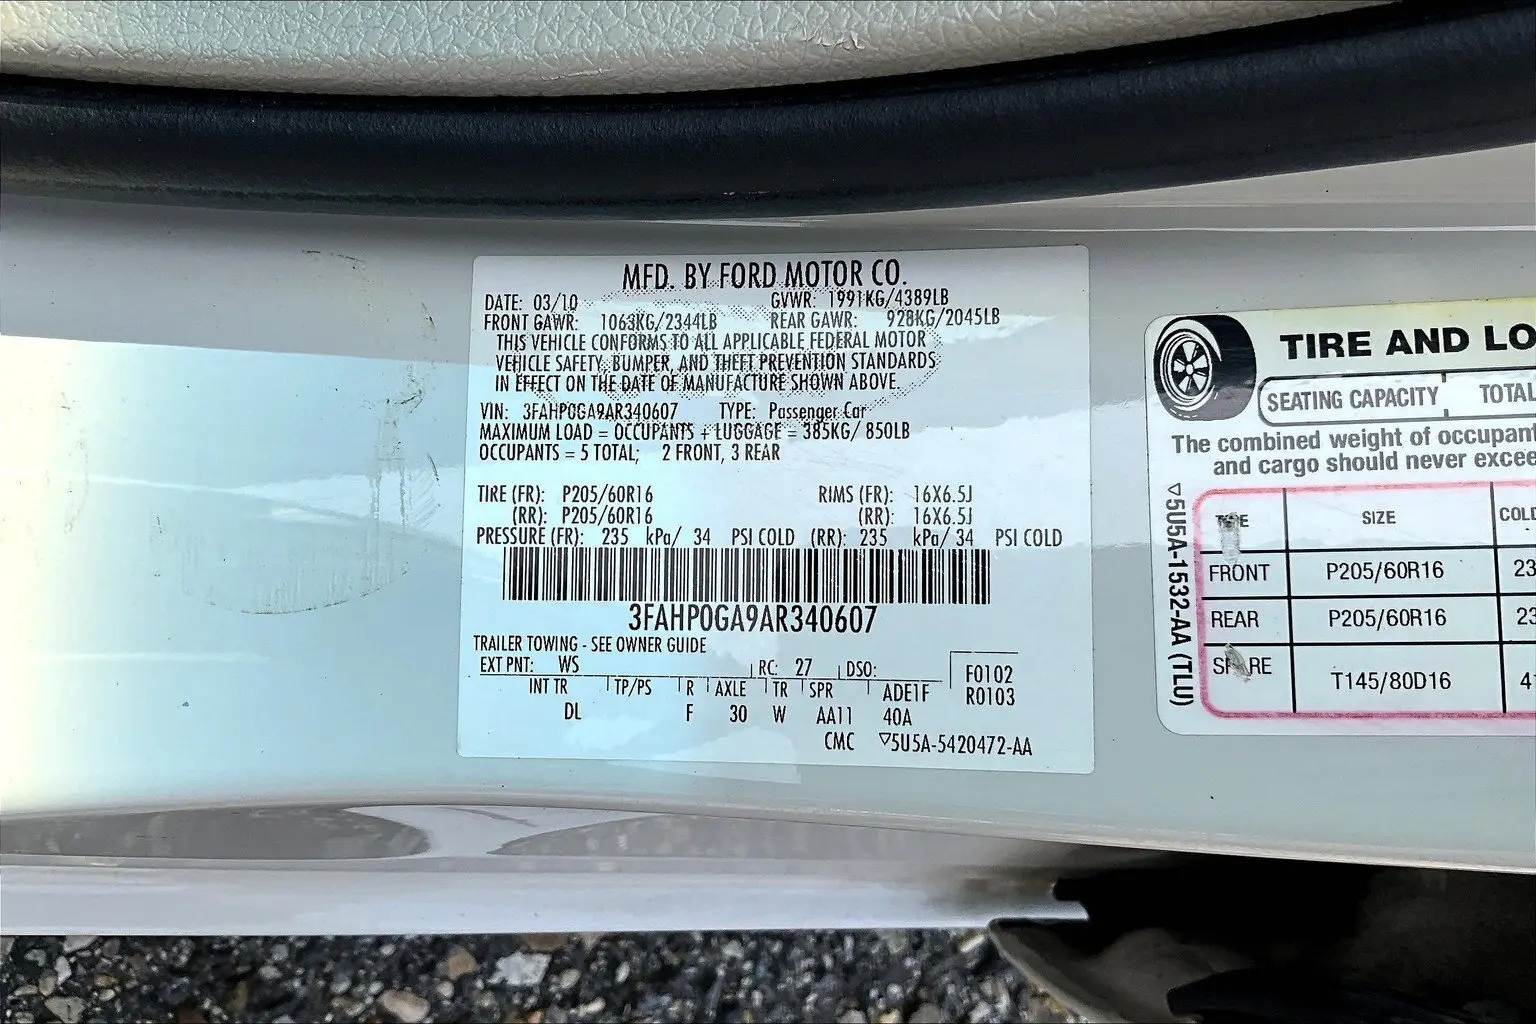 MFD. BY FORD MOTOR CO.
DATE: 03/10 GVWR: 1991KG/4389LB
FRONT GAWR: 1063KG/2344LB REAR GAWR: 928KG/2045LB
THIS VEHICLE CONFORMS TO ALL APPLICABLE FEDERAL MOTOR
VEHICLE SAFETY, BUMPER, AND THEFT PREVENTION STANDARDS
IN EFFECT ON THE DATE OF MANUFACTURE SHOWN ABOVE.
VIN: 3FAHP0GA9AR340607 TYPE: Passenger Car
MAXIMUM LOAD = OCCUPANTS + LUGGAGE = 385KG/ 850LB
OCCUPANTS = 5 TOTAL; 2 FRONT, 3 REAR
TIRE (FR): P205/60R16 RIMS (FR): 16X6.5J
(RR): P205/60R16 (RR): 16X6.5J
PRESSURE (FR): 235 kPa/ 34 PSI COLD (RR): 235 kPa/ 34 PSI COLD
3FAHP0GA9AR340607
TRAILER TOWING - SEE OWNER GUIDE
EXT PNT: WS RC: 27 DSO: F0102
INT TR TP/PS R AXLE TR SPR ADE1F R0103
DL F 30 W AA11 40A
CMC ▽5U5A-5420472-AA
TIRE AND LO
SEATING CAPACITY TOTAL
The combined weight of occupant
and cargo should never excee
▽5U5A-1532-AA (TLU)
TIRE SIZE COLD
FRONT P205/60R16 23
REAR P205/60R16 23
SPARE T145/80D16 41